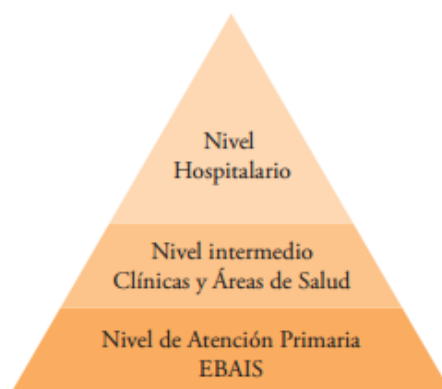 Nivel
Hospitalario
Nivel intermedio
Clínicas y Áreas de Salud
Nivel de Atención Primaria
EBAIS